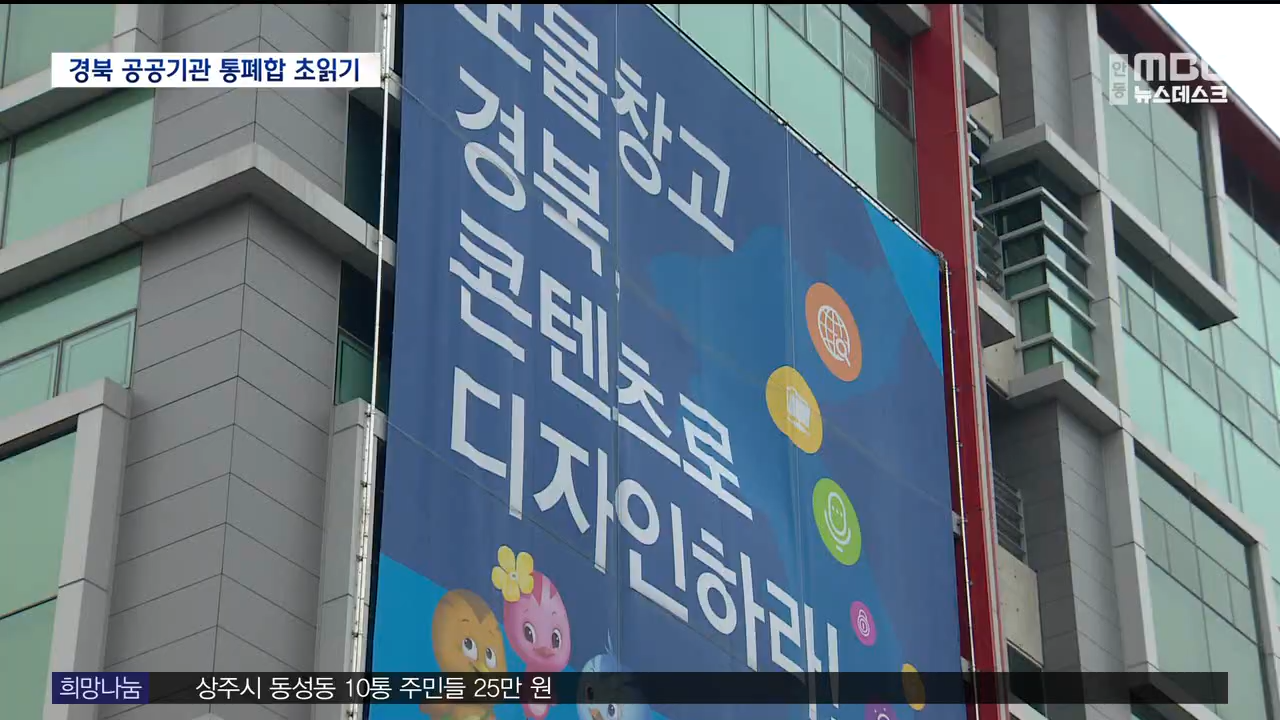 경북 공공기관 통폐합 초읽기
안동 MBC
뉴스데스크
보물창고
경북,
콘텐츠로
디자인하라!
희망나눔 상주시 동성동 10통 주민들 25만 원